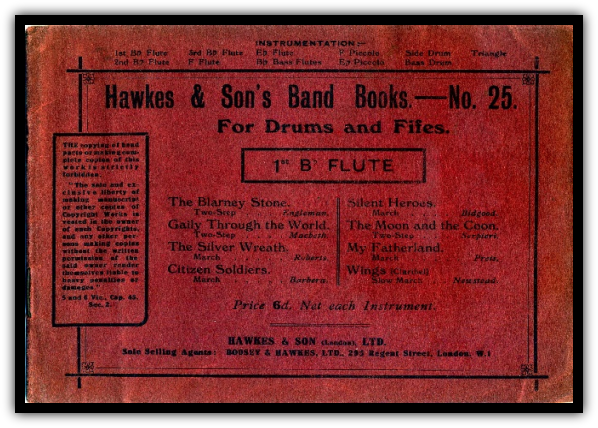 INSTRUMENTATION:—
1st B♭ Flute 3rd B♭ Flute E♭ Flute F Piccolo Side Drum Triangle
2nd B♭ Flute F Flute B♭ Bass Flutes E♭ Piccolo Bass Drum
Hawkes & Son's Band Books.—No. 25.
For Drums and Fifes.
1ST B♭ FLUTE
THE copying of band
parts or making com-
plete copies of this
work is strictly
forbidden.
"The sole and ex-
clusive liberty of
making manuscript
or other copies of
Copyright Works is
vested in the owner
of such Copyrights,
and any other per-
sons making copies
without the written
permission of the
said owner render
themselves liable to
heavy penalties or
damages."
5 and 6 Vic., Cap. 45,
Sec. 2.
The Blarney Stone.
Two-Step Engleman.
Gaily Through the World.
Two-Step Macbeth.
The Silver Wreath.
March Roberts.
Citizen Soldiers.
March Barbera.
Silent Heroes.
March Bidgood.
The Moon and the Coon.
Two-Step
My Fatherland.
March
Wings
Slow March Newstead.
Price 6d. Net each Instrument.
HAWKES & SON (London), LTD.
Sole Selling Agents: BOOSEY & HAWKES, LTD., 295 Regent Street, London, W.1